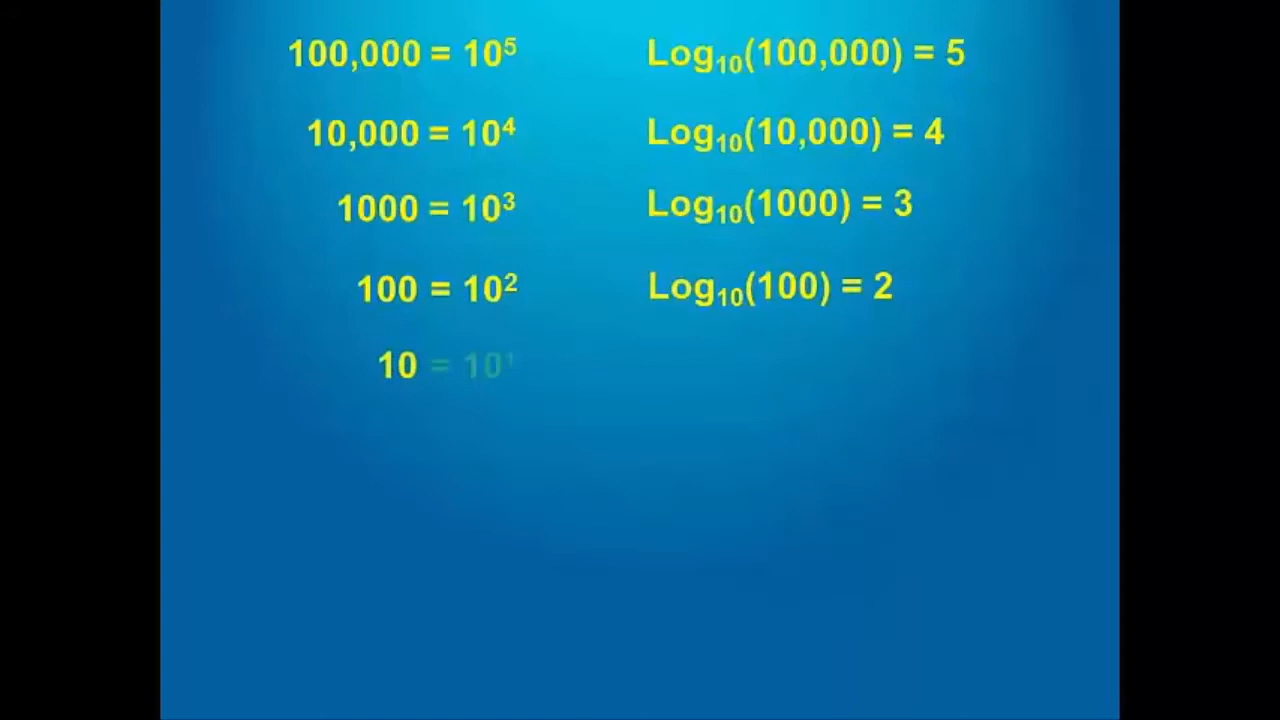 100,000 = 10⁵ Log₁₀(100,000) = 5
10,000 = 10⁴ Log₁₀(10,000) = 4
1000 = 10³ Log₁₀(1000) = 3
100 = 10² Log₁₀(100) = 2
10 = 10¹